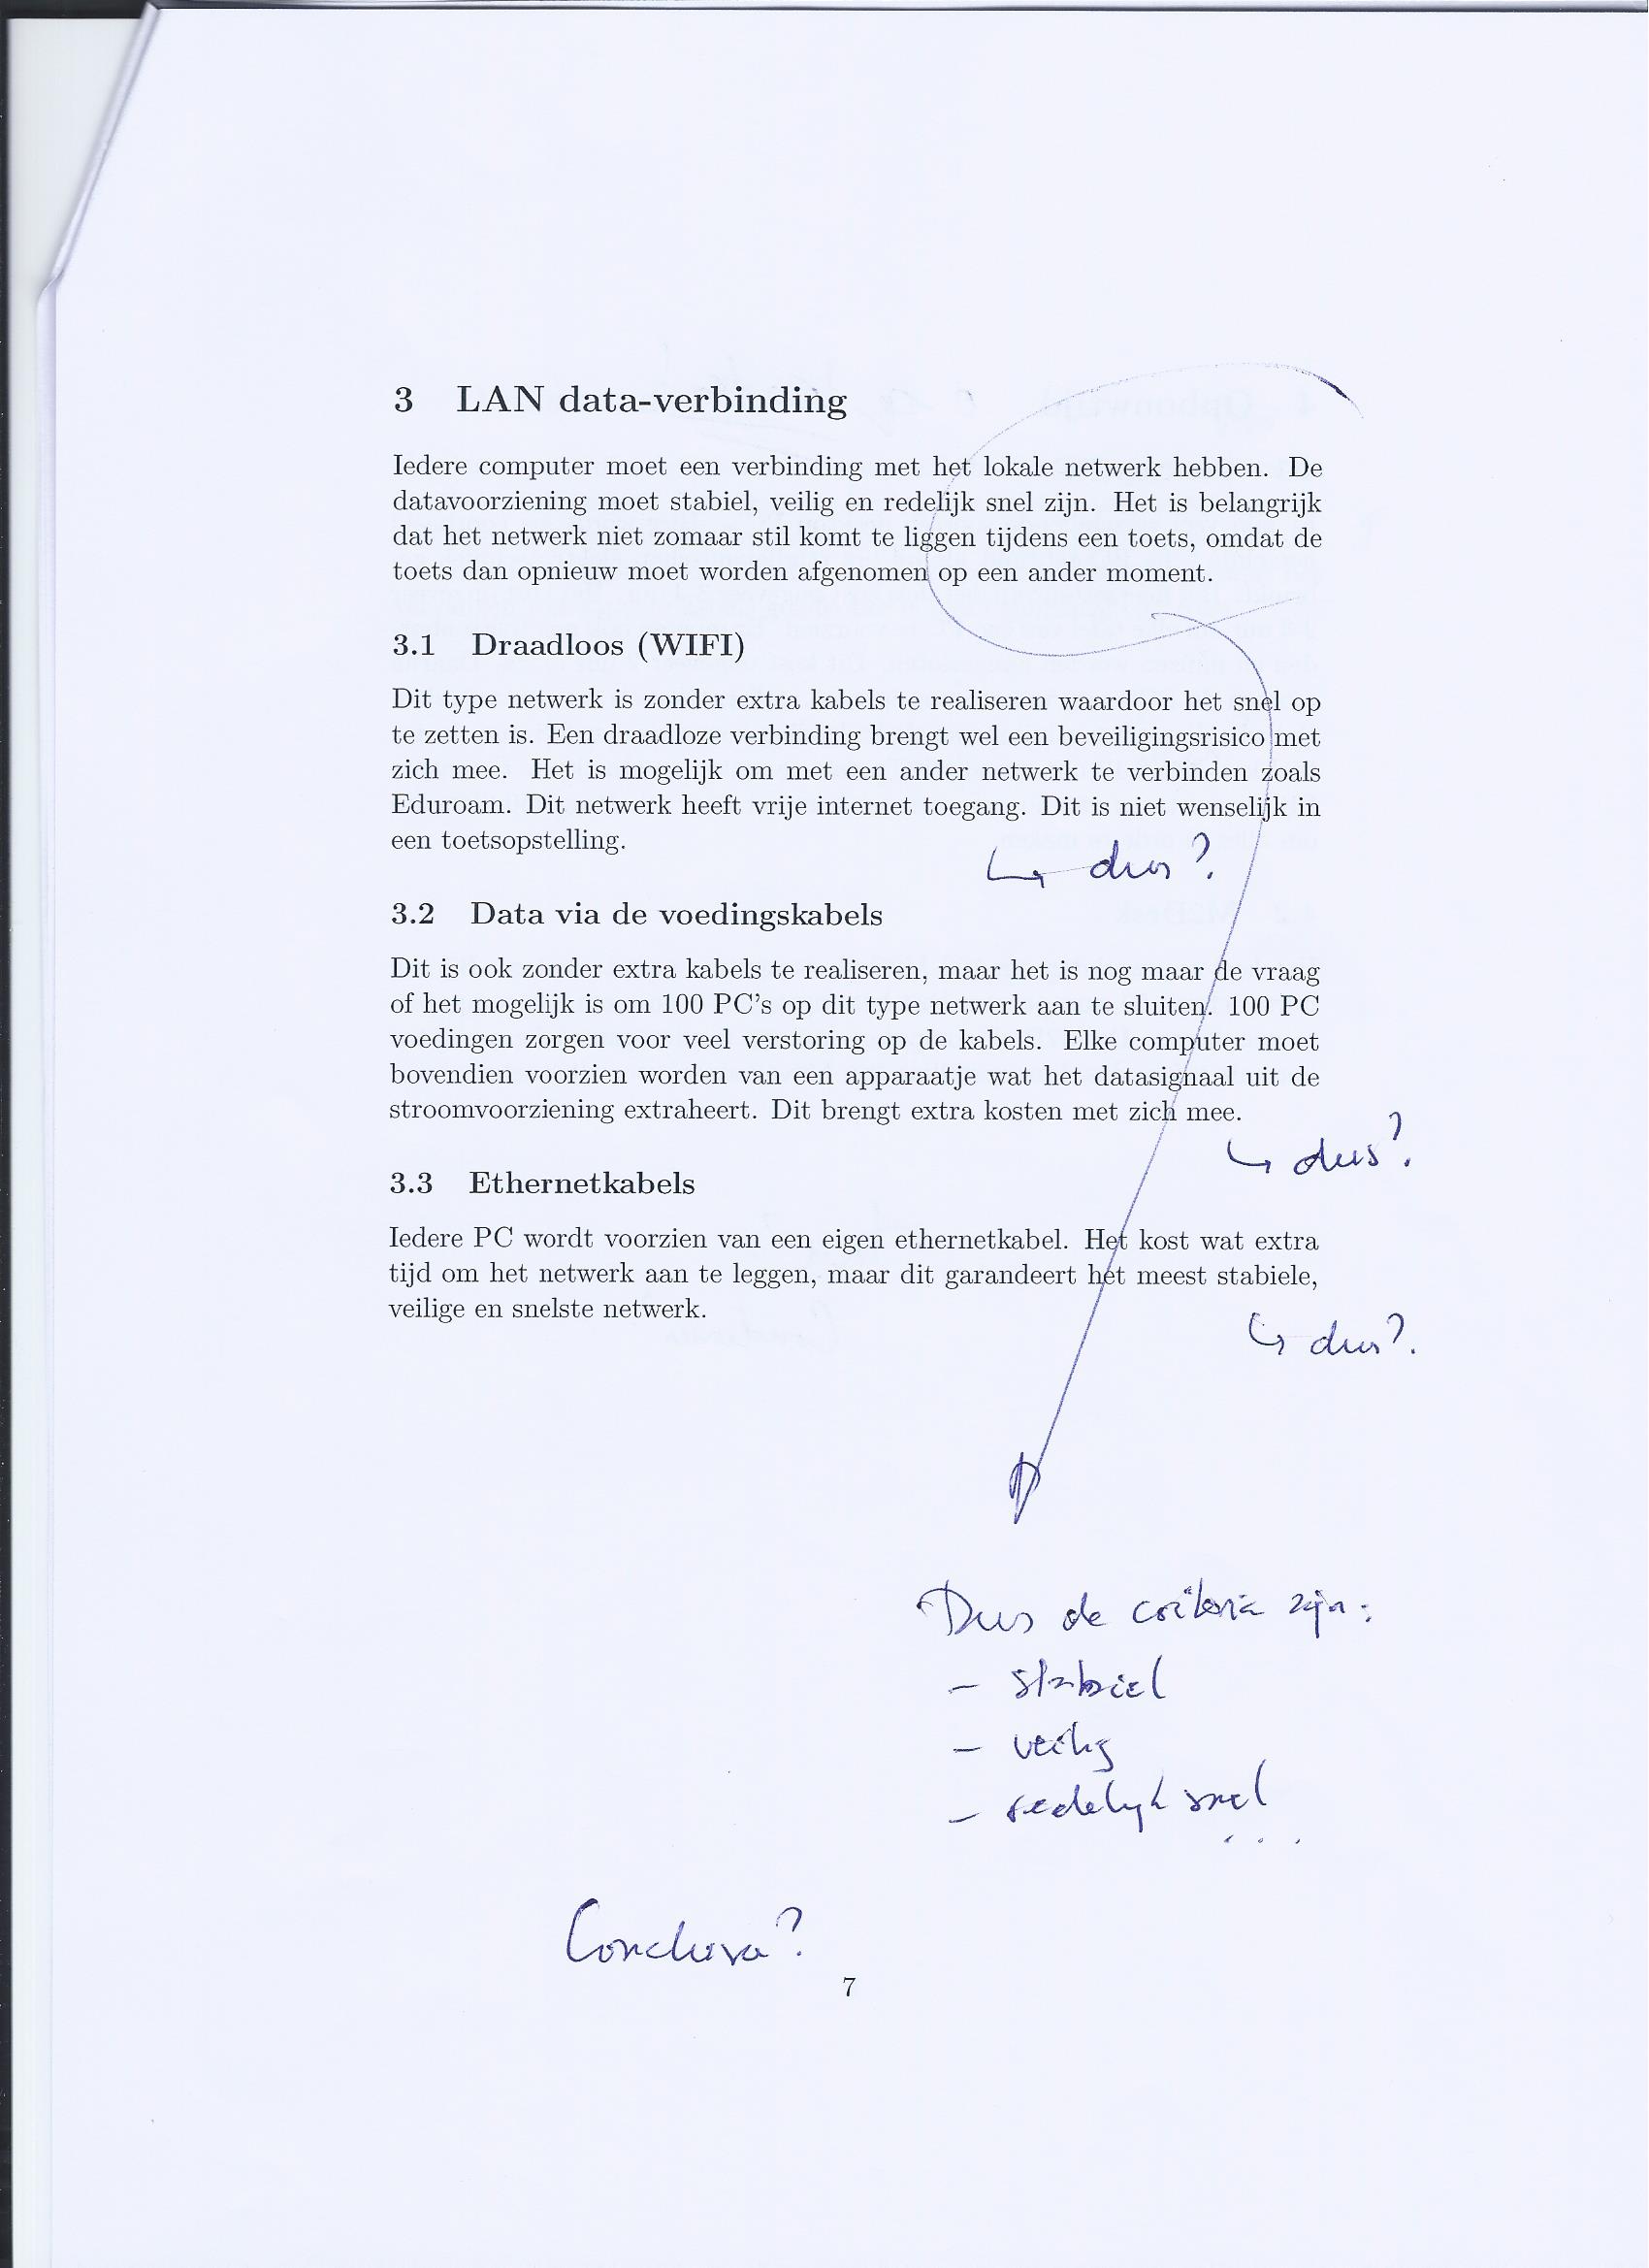 3 LAN data-verbinding
Iedere computer moet een verbinding met het lokale netwerk hebben. De
datavoorziening moet stabiel, veilig en redelijk snel zijn. Het is belangrijk
dat het netwerk niet zomaar stil komt te liggen tijdens een toets, omdat de
toets dan opnieuw moet worden afgenomen op een ander moment.
3.1 Draadloos (WIFI)
Dit type netwerk is zonder extra kabels te realiseren waardoor het snel op
te zetten is. Een draadloze verbinding brengt wel een beveiligingsrisico met
zich mee. Het is mogelijk om met een ander netwerk te verbinden zoals
Eduroam. Dit netwerk heeft vrije internet toegang. Dit is niet wenselijk in
een toetsopstelling.
↳ dus?
3.2 Data via de voedingskabels
Dit is ook zonder extra kabels te realiseren, maar het is nog maar de vraag
of het mogelijk is om 100 PC's op dit type netwerk aan te sluiten. 100 PC
voedingen zorgen voor veel verstoring op de kabels. Elke computer moet
bovendien voorzien worden van een apparaatje wat het datasignaal uit de
stroomvoorziening extraheert. Dit brengt extra kosten met zich mee.
↳ dus?
3.3 Ethernetkabels
Iedere PC wordt voorzien van een eigen ethernetkabel. Het kost wat extra
tijd om het netwerk aan te leggen, maar dit garandeert het meest stabiele,
veilige en snelste netwerk.
↳ dus?
Dus de criteria zijn:
- stabiel
- veilig
- redelijk snel
...
Conclusie?
7